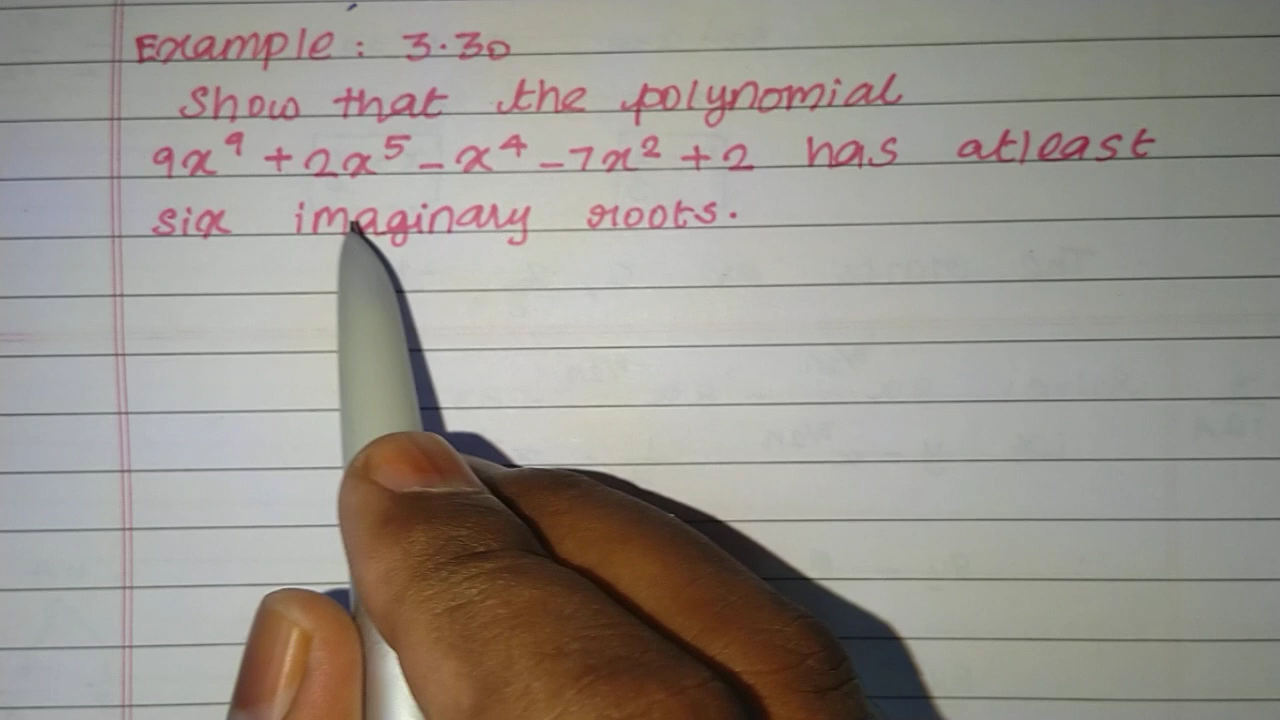 Example: 3.30
Show that the polynomial
9x⁹ + 2x⁵ - x⁴ - 7x² + 2 has atleast
six imaginary roots.